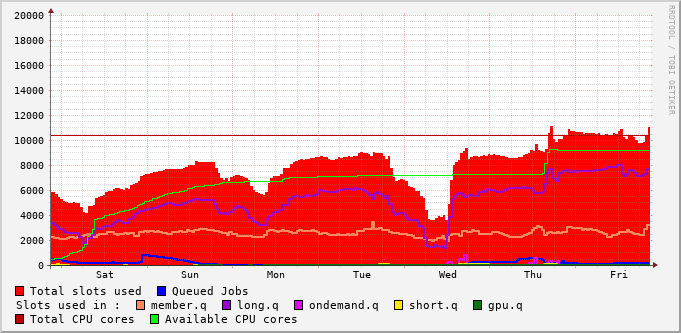 RRDTOOL / TOBI OETIKER
20000
18000
16000
14000
12000
10000
8000
6000
4000
2000
0
Sat Sun Mon Tue Wed Thu Fri
Total slots used Queued Jobs
Slots used in : member.q long.q ondemand.q short.q gpu.q
Total CPU cores Available CPU cores